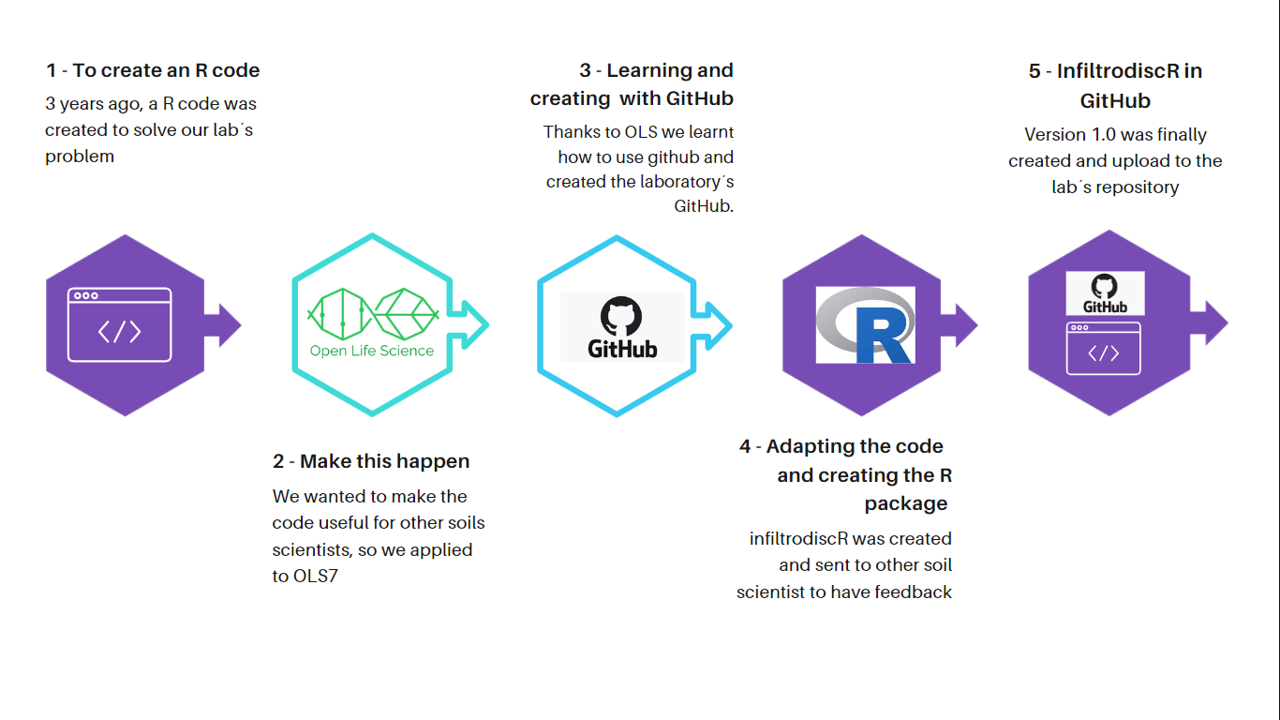 1 - To create an R code
3 years ago, a R code was
created to solve our lab´s
problem
</>
Open Life Science
2 - Make this happen
We wanted to make the
code useful for other soils
scientists, so we applied
to OLS7
3 - Learning and
creating  with GitHub
Thanks to OLS we learnt
how to use github and
created the laboratory´s
GitHub.
GitHub
R
4 - Adapting the code
and creating the R
package
infiltrodiscR was created
and sent to other soil
scientist to have feedback
5 - InfiltrodiscR in
GitHub
Version 1.0 was finally
created and upload to the
lab´s repository
GitHub
</>